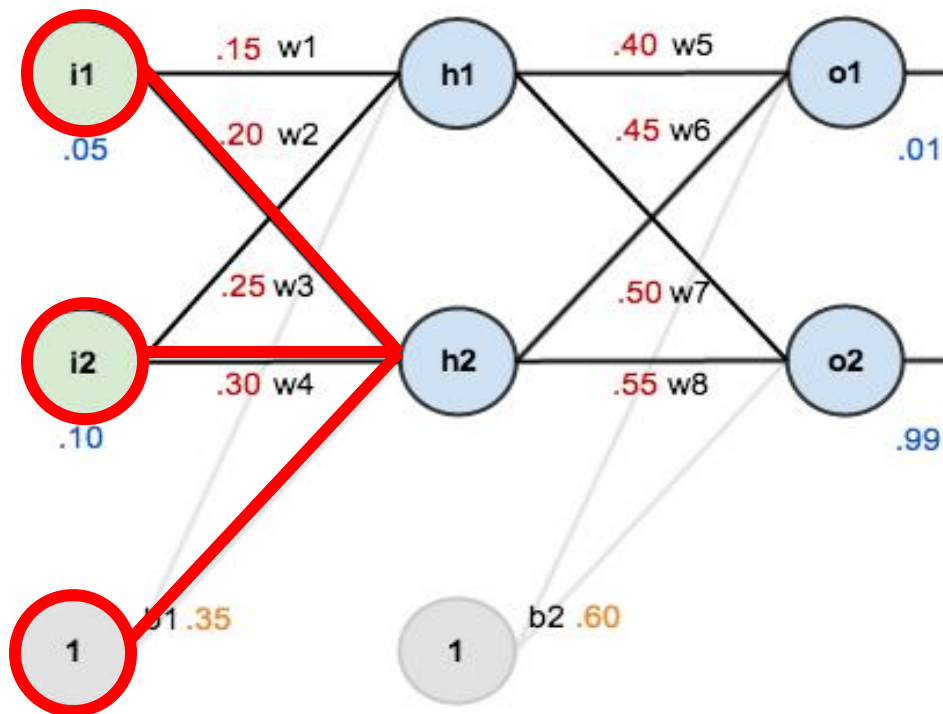 i1 .15 w1 h1 .40 w5 o1
.20 w2 .45 w6
.05 .01
.25 w3 .50 w7
i2 h2 o2
.30 w4 .55 w8
.10 .99
b1 .35 b2 .60
1 1